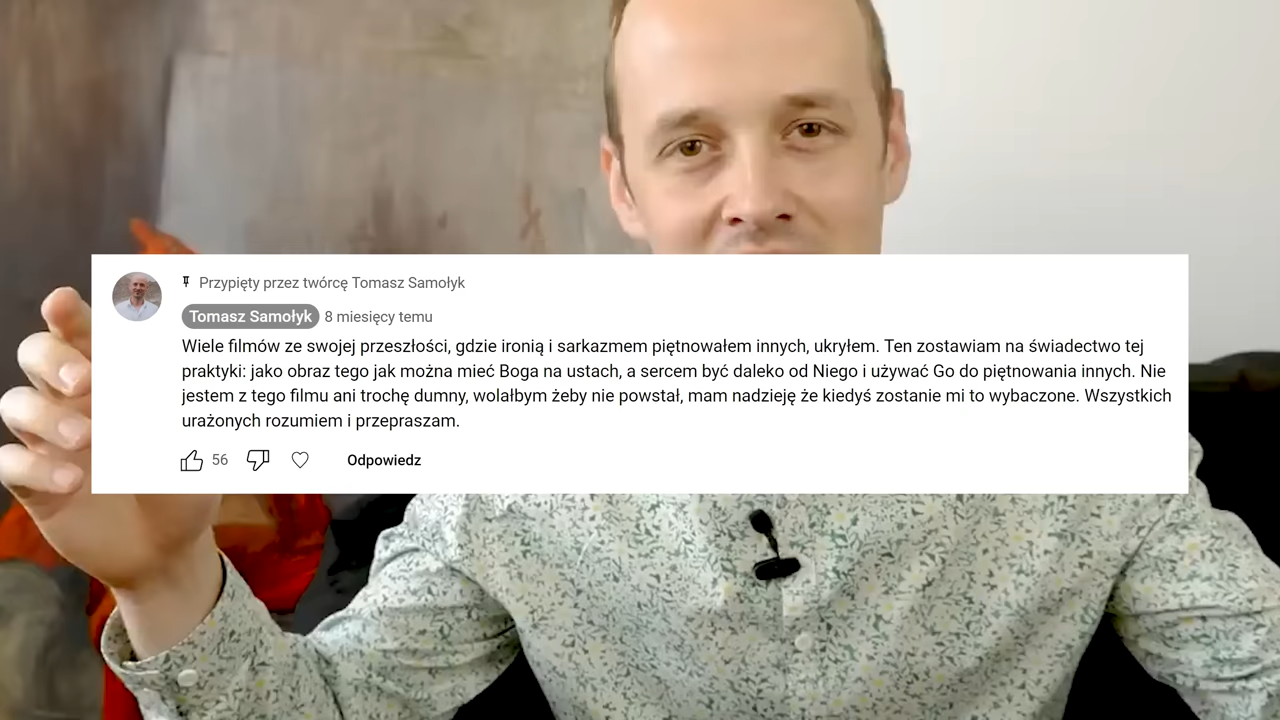 Przypięty przez twórcę Tomasz Samołyk
Tomasz Samołyk 8 miesięcy temu
Wiele filmów ze swojej przeszłości, gdzie ironią i sarkazmem piętnowałem innych, ukryłem. Ten zostawiam na świadectwo tej
praktyki: jako obraz tego jak można mieć Boga na ustach, a sercem być daleko od Niego i używać Go do piętnowania innych. Nie
jestem z tego filmu ani trochę dumny, wolałbym żeby nie powstał, mam nadzieję że kiedyś zostanie mi to wybaczone. Wszystkich
urażonych rozumiem i przepraszam.
56 Odpowiedz